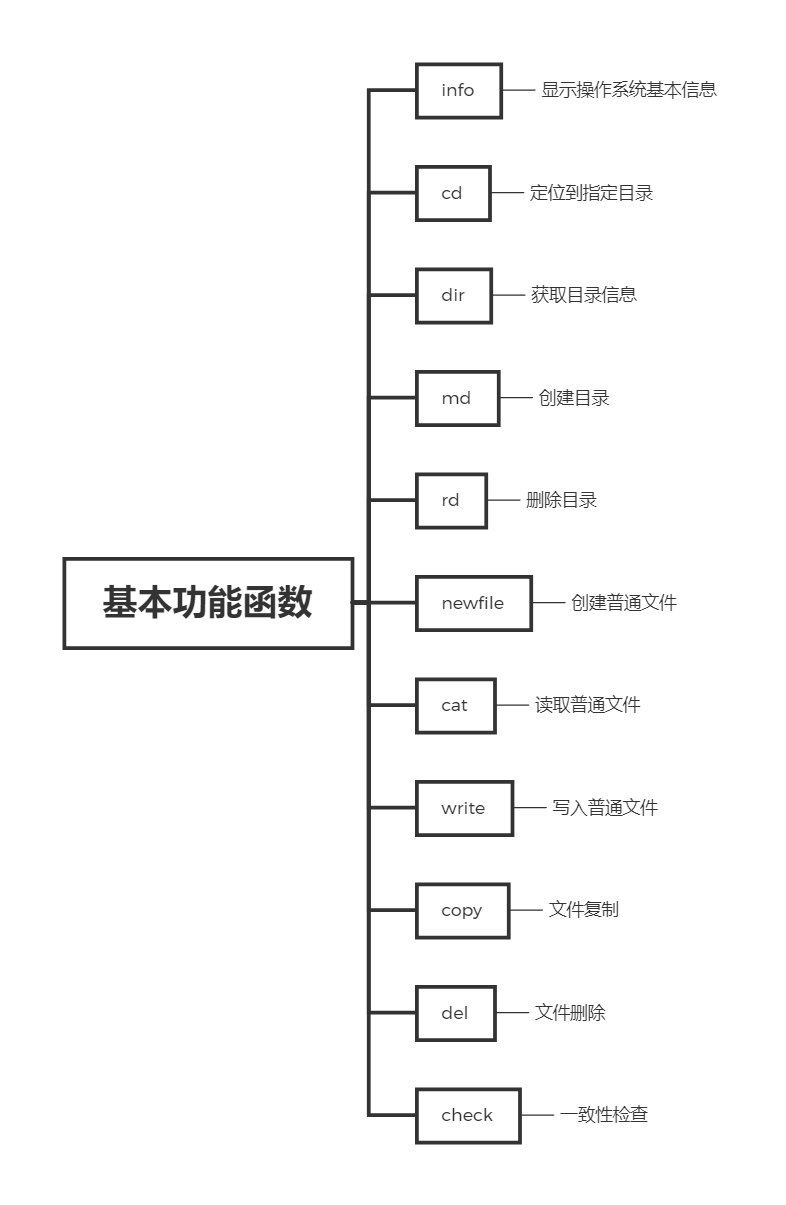 info 显示操作系统基本信息
cd 定位到指定目录
dir 获取目录信息
md 创建目录
rd 删除目录
基本功能函数
newfile 创建普通文件
cat 读取普通文件
write 写入普通文件
copy 文件复制
del 文件删除
check 一致性检查